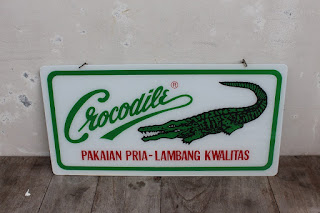 Crocodile ®
PAKAIAN PRIA-LAMBANG KWALITAS